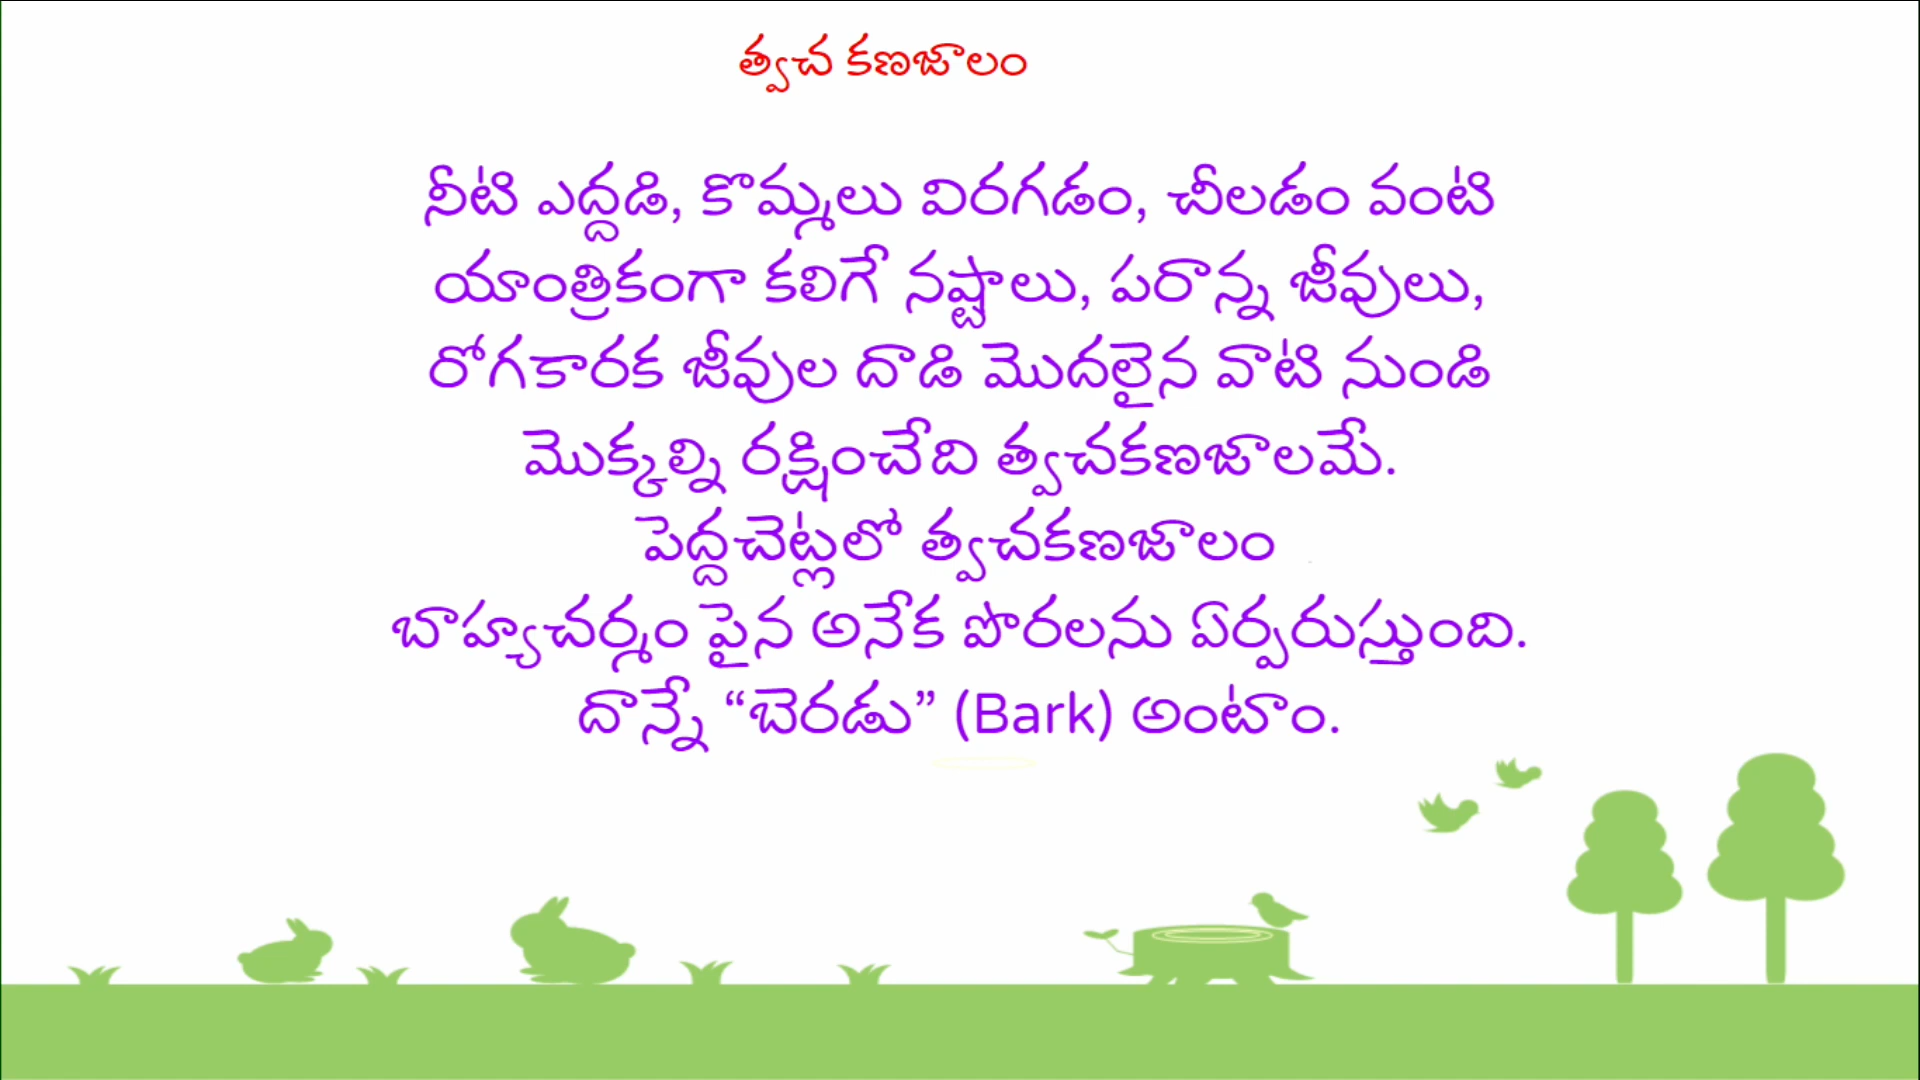 త్వచ కణజాలం
నీటి ఎద్దడి, కొమ్మలు విరగడం, చీలడం వంటి
యాంత్రికంగా కలిగే నష్టాలు, పరాన్న జీవులు,
రోగకారక జీవుల దాడి మొదలైన వాటి నుండి
మొక్కల్ని రక్షించేది త్వచకణజాలమే.
పెద్దచెట్లలో త్వచకణజాలం
బాహ్యచర్మం పైన అనేక పొరలను ఏర్పరుస్తుంది.
దాన్నే “బెరడు” (Bark) అంటాం.